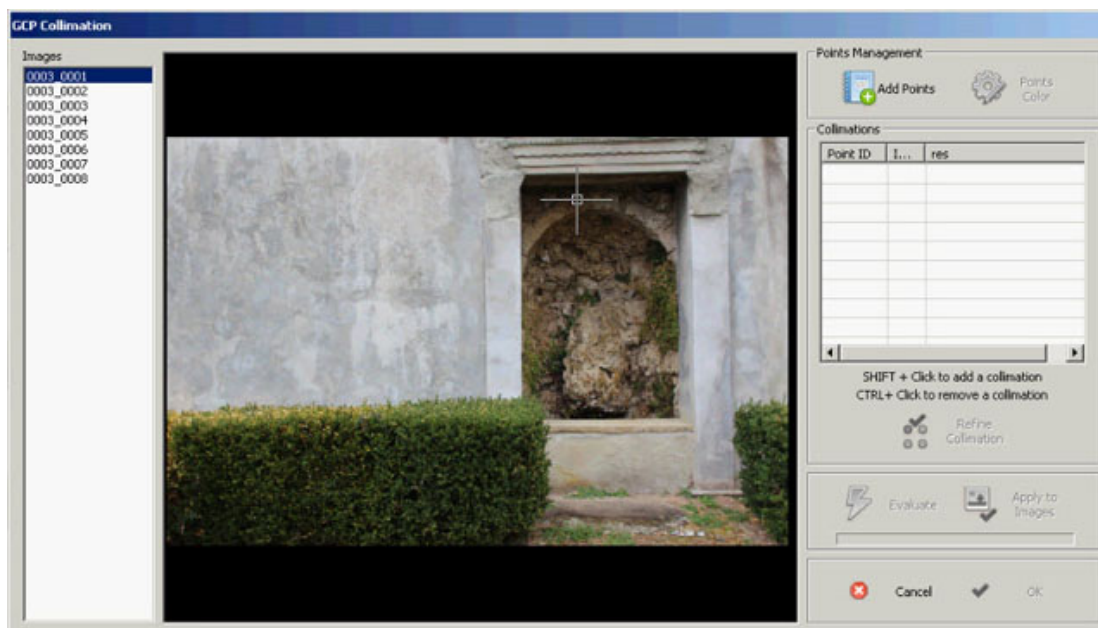 GCP Collimation
Images
0003_0001
0003_0002
0003_0003
0003_0004
0003_0005
0003_0006
0003_0007
0003_0008
Points Management
Add Points
Points
Color
Collimations
Point ID I... res
SHIFT + Click to add a collimation
CTRL+ Click to remove a collimation
Refine
Collimation
Evaluate
Apply to
Images
Cancel
OK